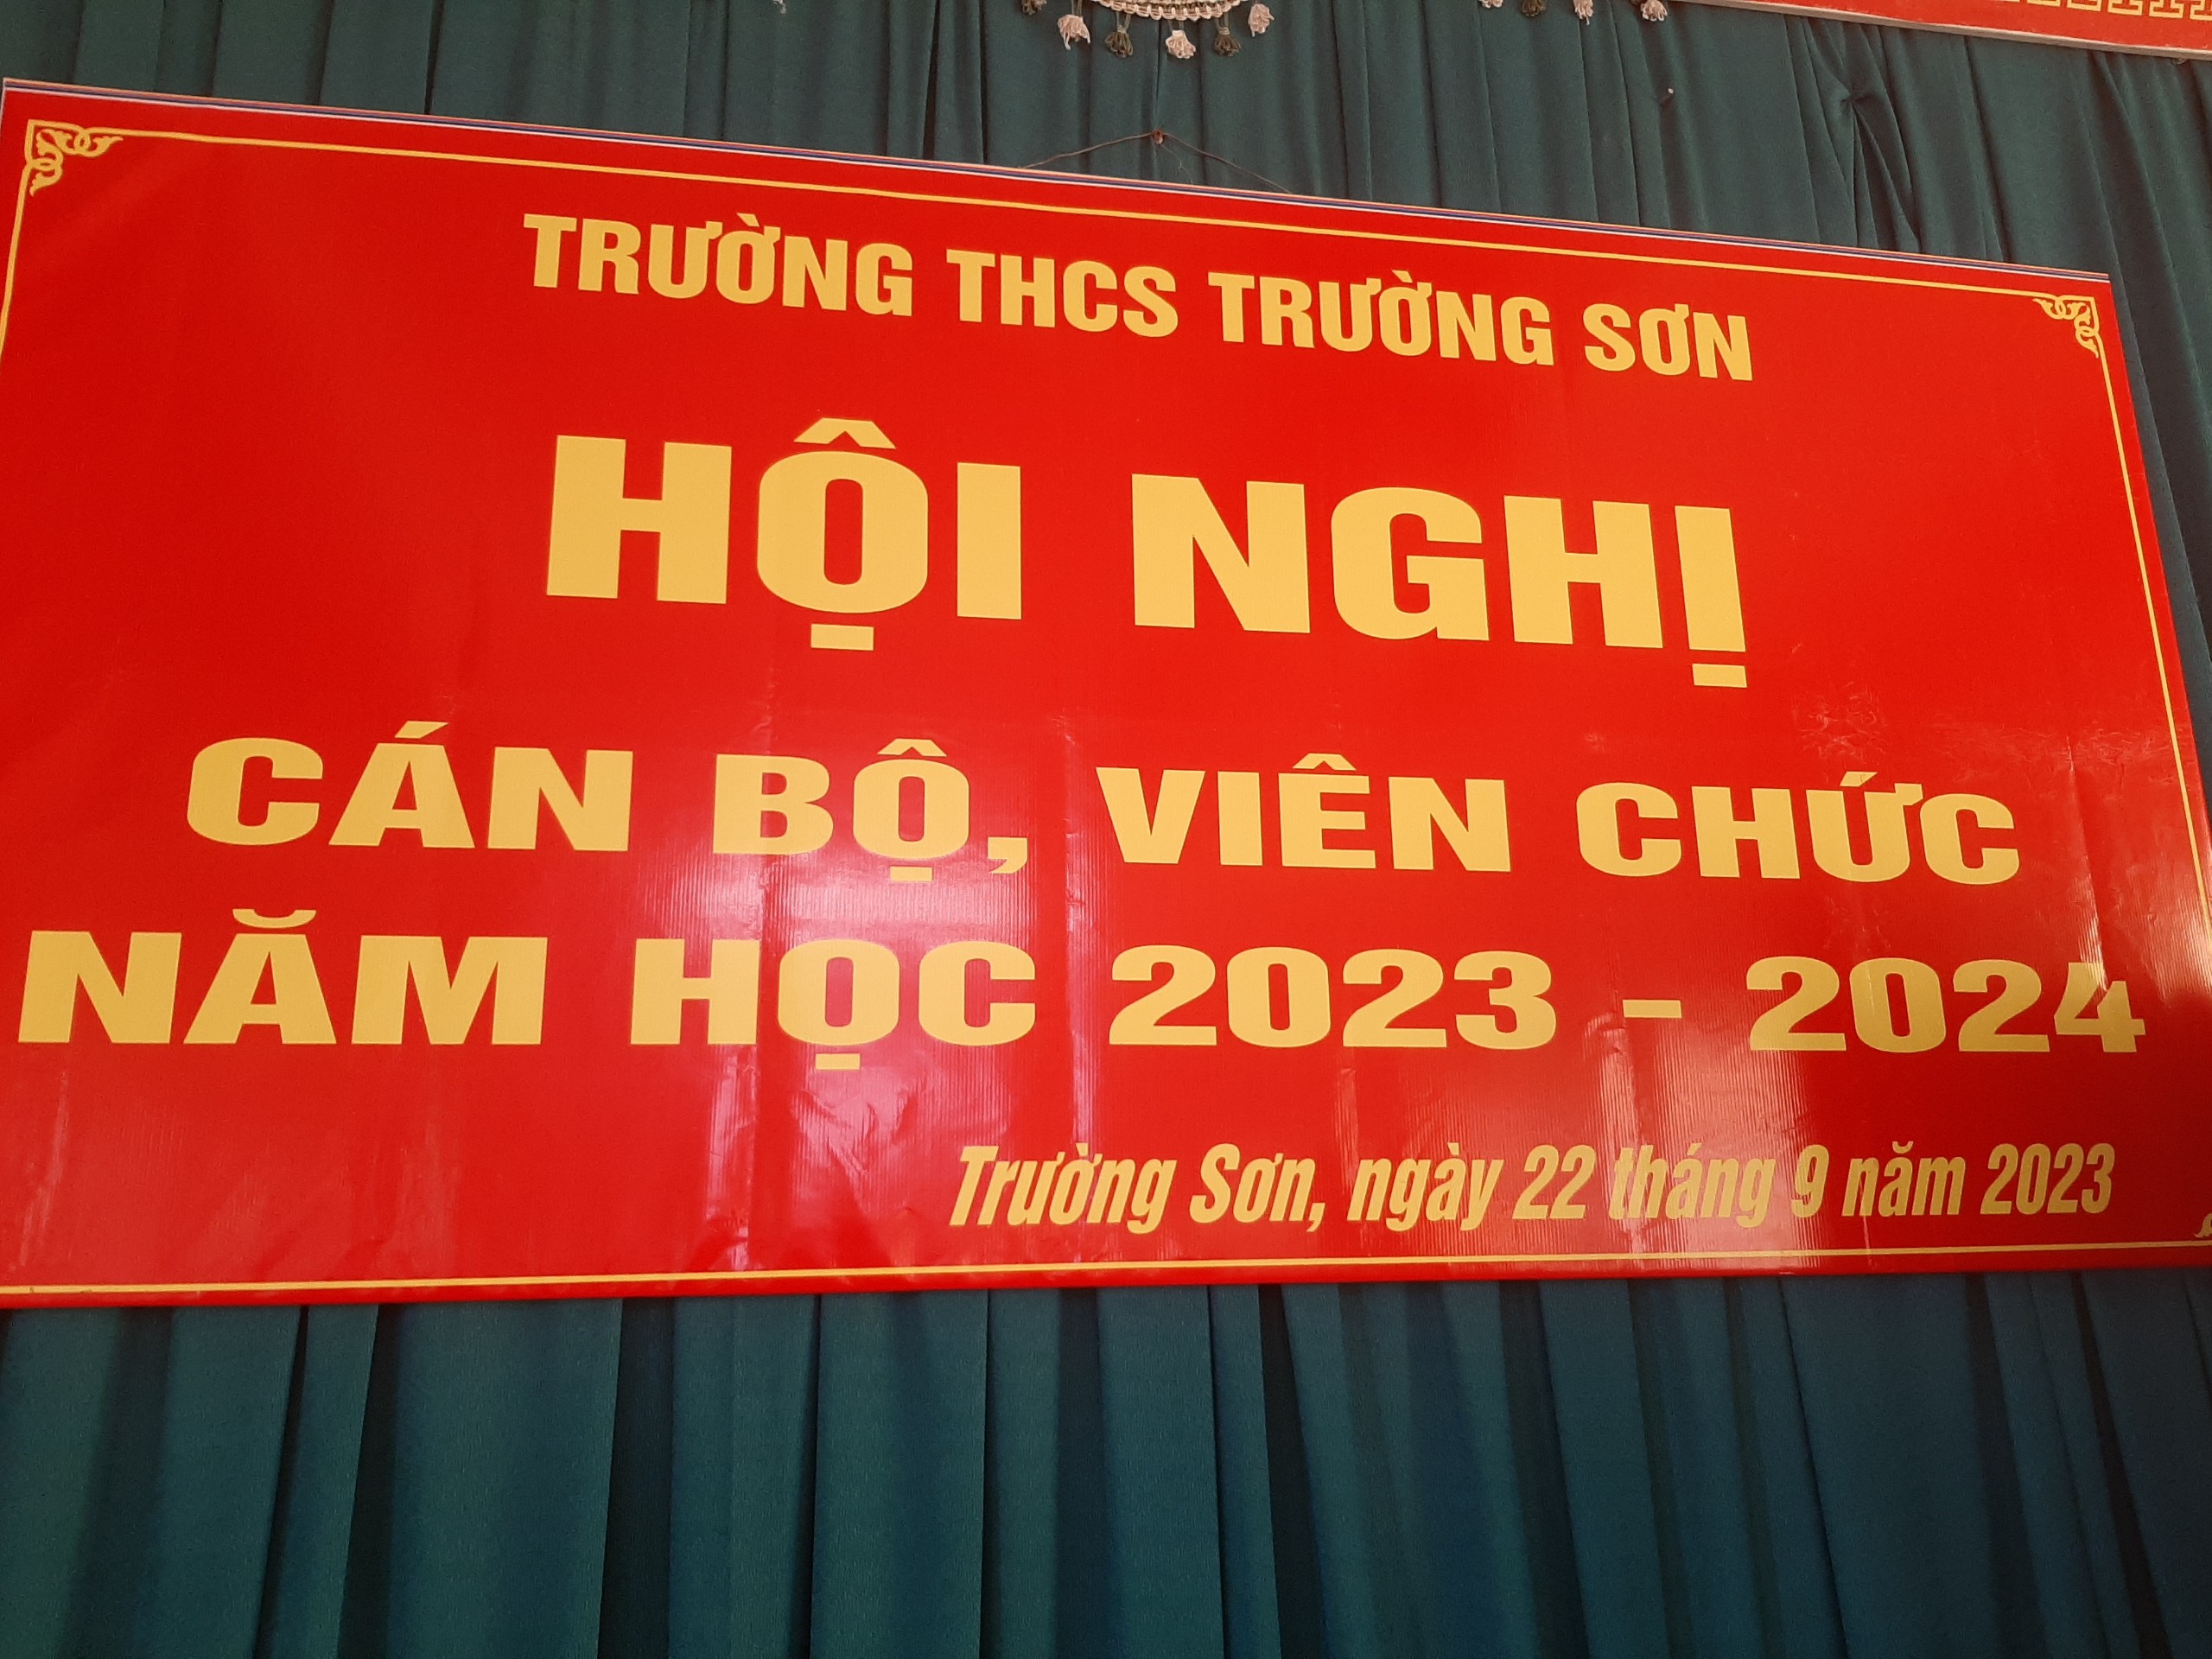 TRƯỜNG THCS TRƯỜNG SƠN
HỘI NGHỊ
CÁN BỘ, VIÊN CHỨC
NĂM HỌC 2023 - 2024
Trường Sơn, ngày 22 tháng 9 năm 2023